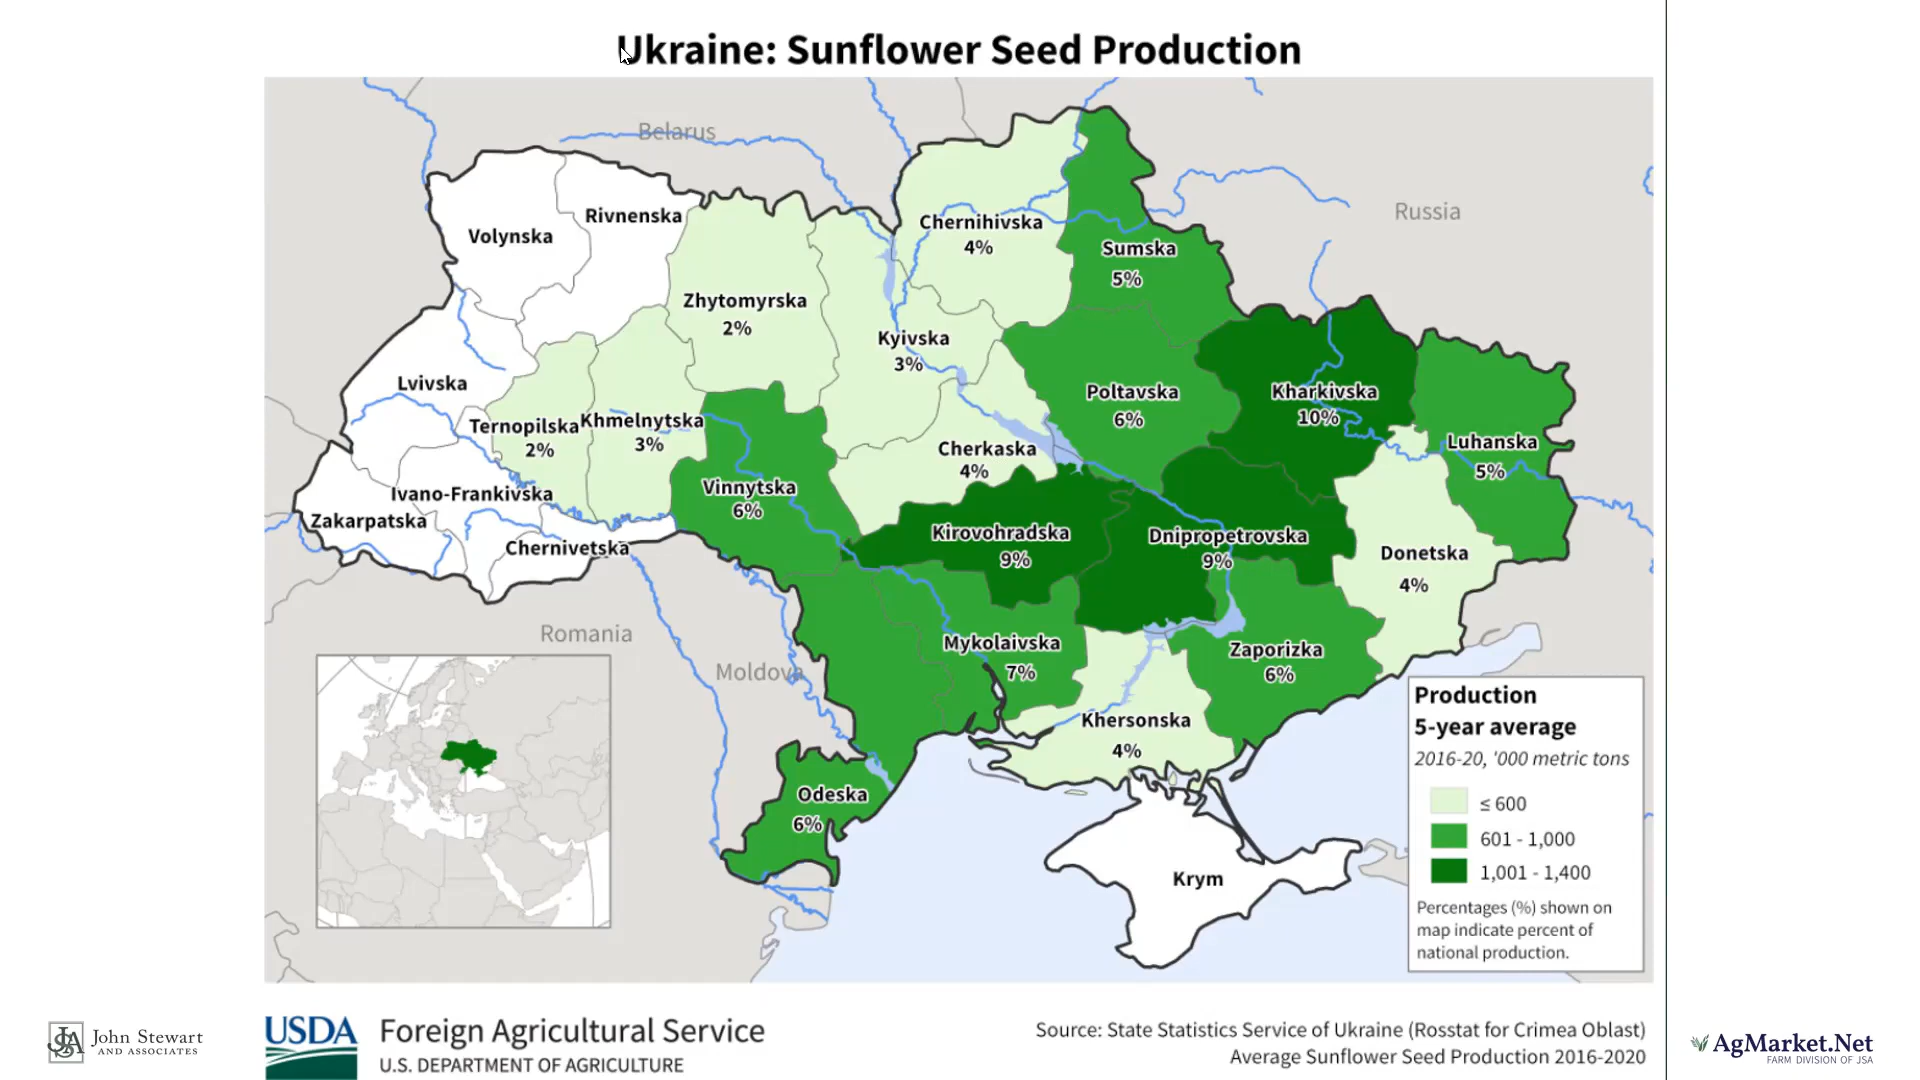 Ukraine: Sunflower Seed Production
Belarus
Russia
Volynska
Rivnenska
Chernihivska
4%
Sumska
5%
Zhytomyrska
2%
Kyivska
3%
Lvivska
Ternopilska
2%
Khmelnytska
3%
Poltavska
6%
Kharkivska
10%
Luhanska
5%
Cherkaska
4%
Vinnytska
6%
Ivano-Frankivska
Zakarpatska
Chernivetska
Kirovohradska
9%
Dnipropetrovska
9%
Donetska
4%
Romania
Moldova
Mykolaivska
7%
Zaporizka
6%
Khersonska
4%
Odeska
6%
Krym
Production
5-year average
2016-20, '000 metric tons
≤ 600
601 - 1,000
1,001 - 1,400
Percentages (%) shown on
map indicate percent of
national production.
JSA
John Stewart
AND ASSOCIATES
USDA
Foreign Agricultural Service
U.S. DEPARTMENT OF AGRICULTURE
Source: State Statistics Service of Ukraine (Rosstat for Crimea Oblast)
Average Sunflower Seed Production 2016-2020
AgMarket.Net
FARM DIVISION OF JSA